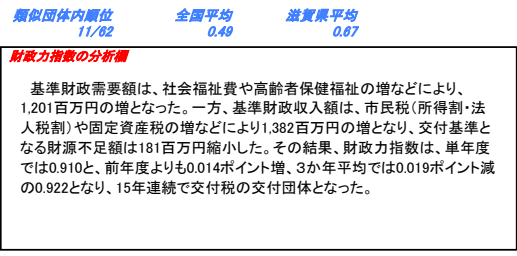 類似団体内順位 全国平均 滋賀県平均
11/62 0.49 0.67
財政力指数の分析欄
基準財政需要額は、社会福祉費や高齢者保健福祉の増などにより、
1,201百万円の増となった。一方、基準財政収入額は、市民税(所得割・法
人税割)や固定資産税の増などにより1,382百万円の増となり、交付基準と
なる財源不足額は181百万円縮小した。その結果、財政力指数は、単年度
では0.910と、前年度よりも0.014ポイント増、3か年平均では0.019ポイント減
の0.922となり、15年連続で交付税の交付団体となった。